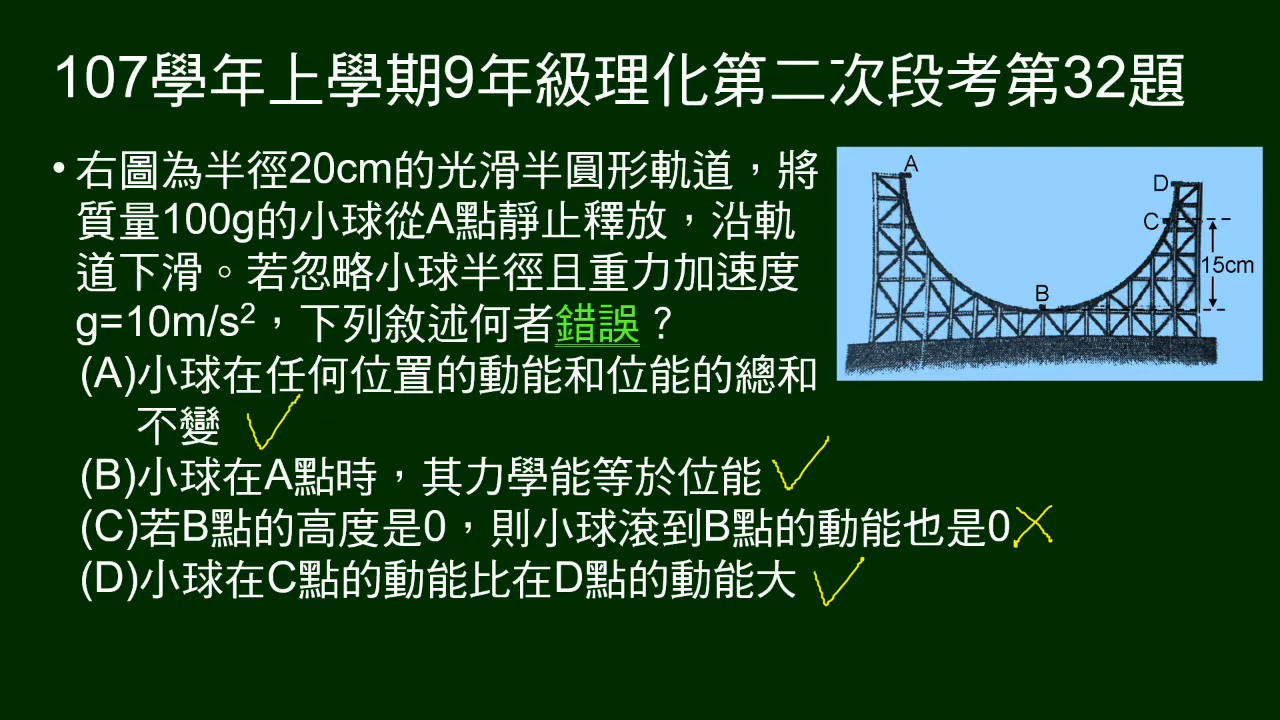 107學年上學期9年級理化第二次段考第32題
• 右圖為半徑20cm的光滑半圓形軌道，將
質量100g的小球從A點靜止釋放，沿軌
道下滑。若忽略小球半徑且重力加速度
g=10m/s²，下列敘述何者錯誤？
(A)小球在任何位置的動能和位能的總和
不變
(B)小球在A點時，其力學能等於位能
(C)若B點的高度是0，則小球滾到B點的動能也是0
(D)小球在C點的動能比在D點的動能大
A
D
C
15cm
B